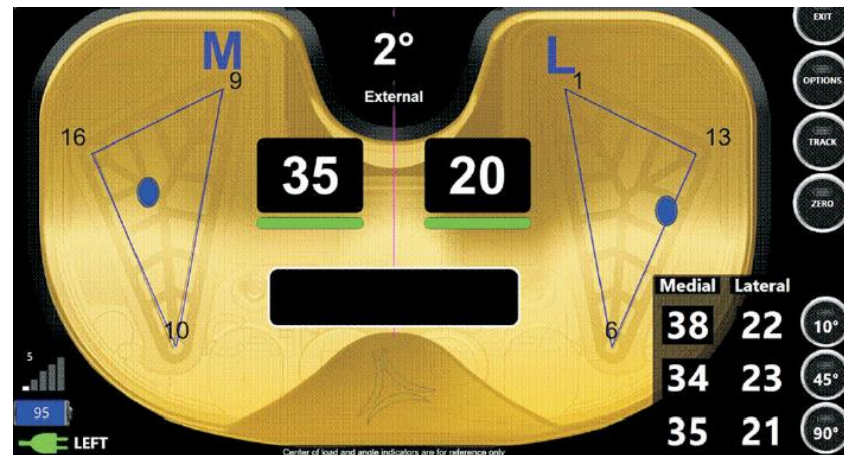 EXIT
M
2°
L
9
External
1
OPTIONS
16
13
TRACK
35
20
ZERO
Medial Lateral
10
6
38 22 10°
5
34 23 45°
95
35 21 90°
LEFT
Center of load and angle indicators are for reference only